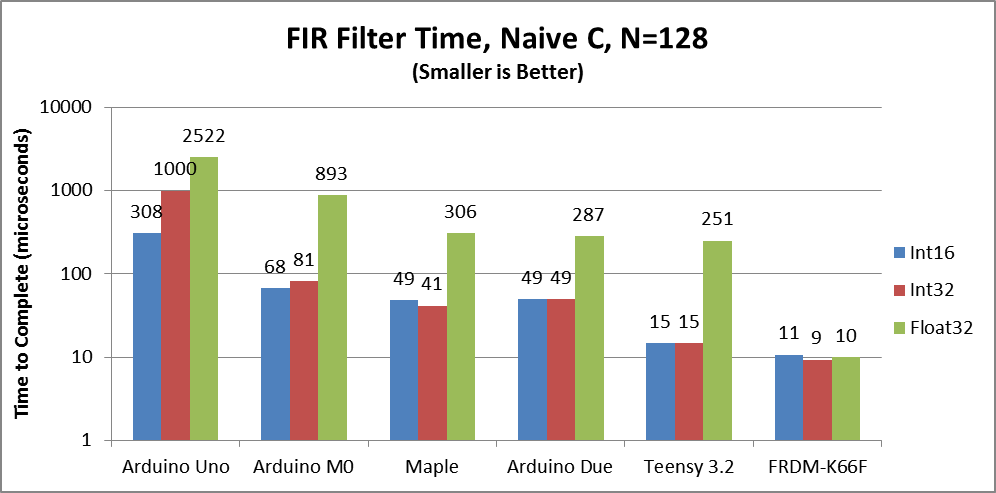 FIR Filter Time, Naive C, N=128
(Smaller is Better)
Time to Complete (microseconds)
10000
1000
100
10
1
308 1000 2522
68 81 893
49 41 306
49 49 287
15 15 251
11 9 10
Arduino Uno Arduino M0 Maple Arduino Due Teensy 3.2 FRDM-K66F
Int16
Int32
Float32